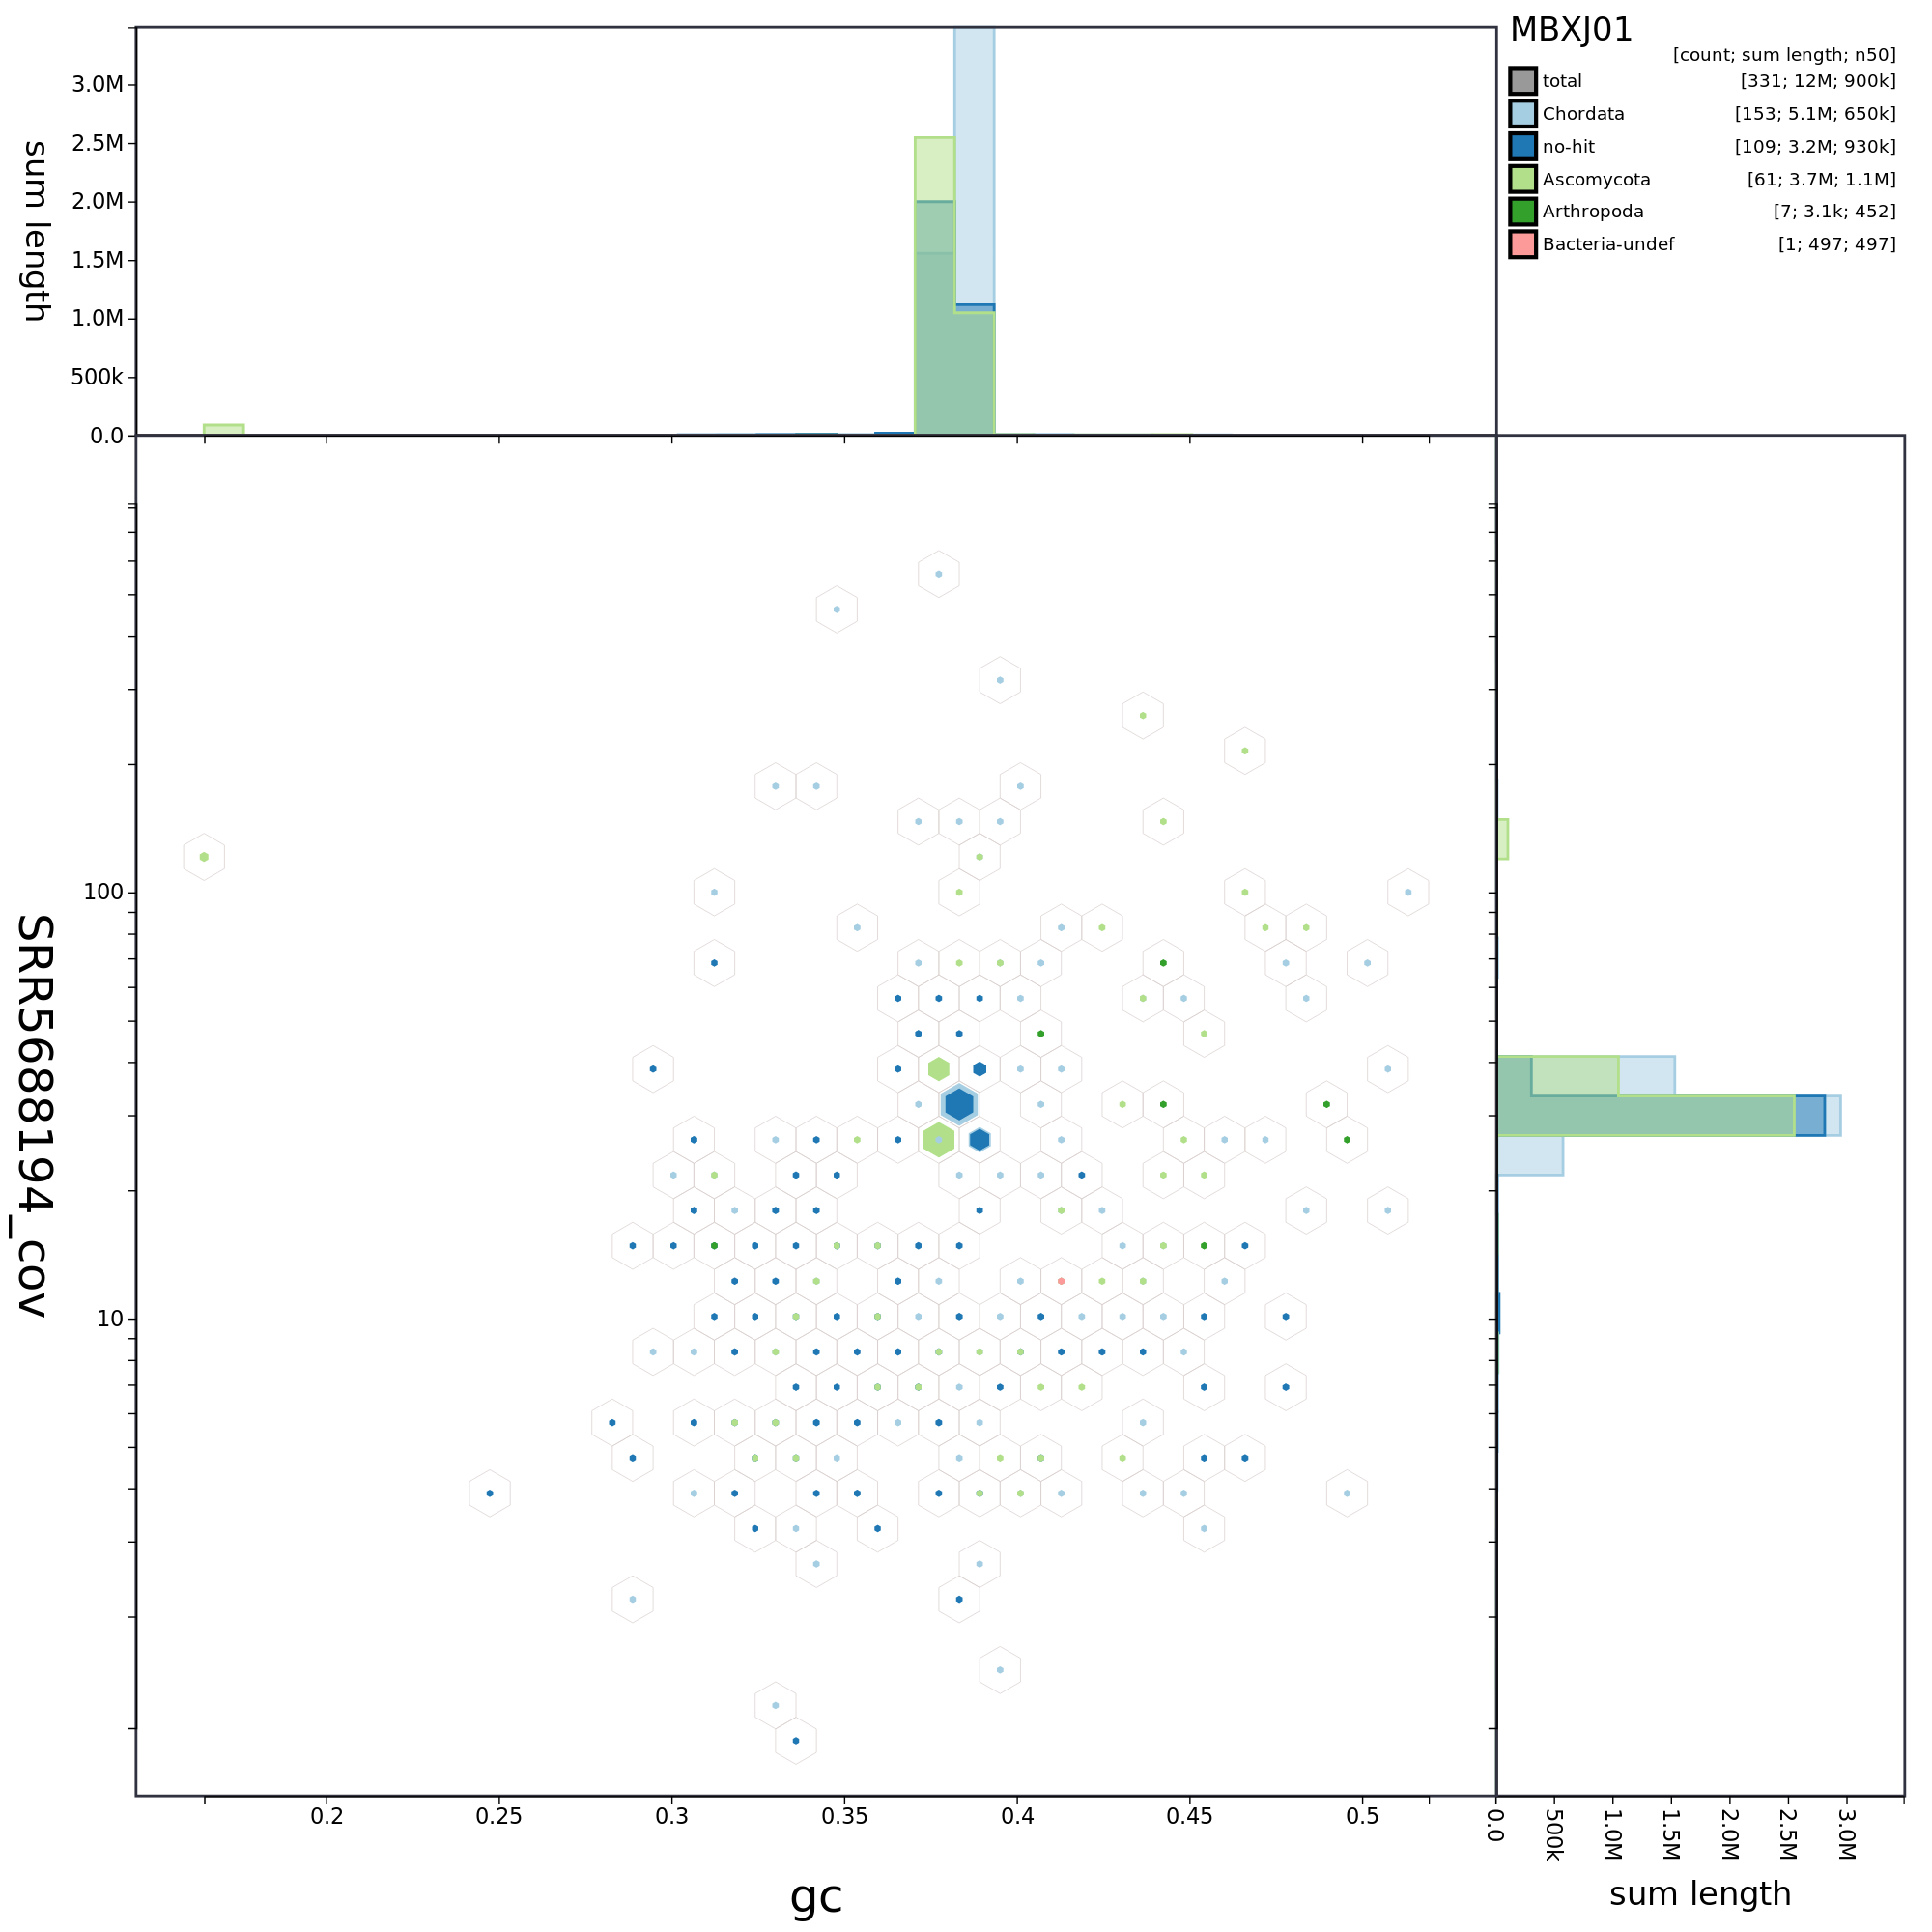 MBXJ01
[count; sum length; n50]
total [331; 12M; 900k]
Chordata [153; 5.1M; 650k]
no-hit [109; 3.2M; 930k]
Ascomycota [61; 3.7M; 1.1M]
Arthropoda [7; 3.1k; 452]
Bacteria-undef [1; 497; 497]
sum length
3.0M
2.5M
2.0M
1.5M
1.0M
500k
0.0
SRR5688194_cov
100
10
0.2 0.25 0.3 0.35 0.4 0.45 0.5
gc
0.0 500k 1.0M 1.5M 2.0M 2.5M 3.0M
sum length